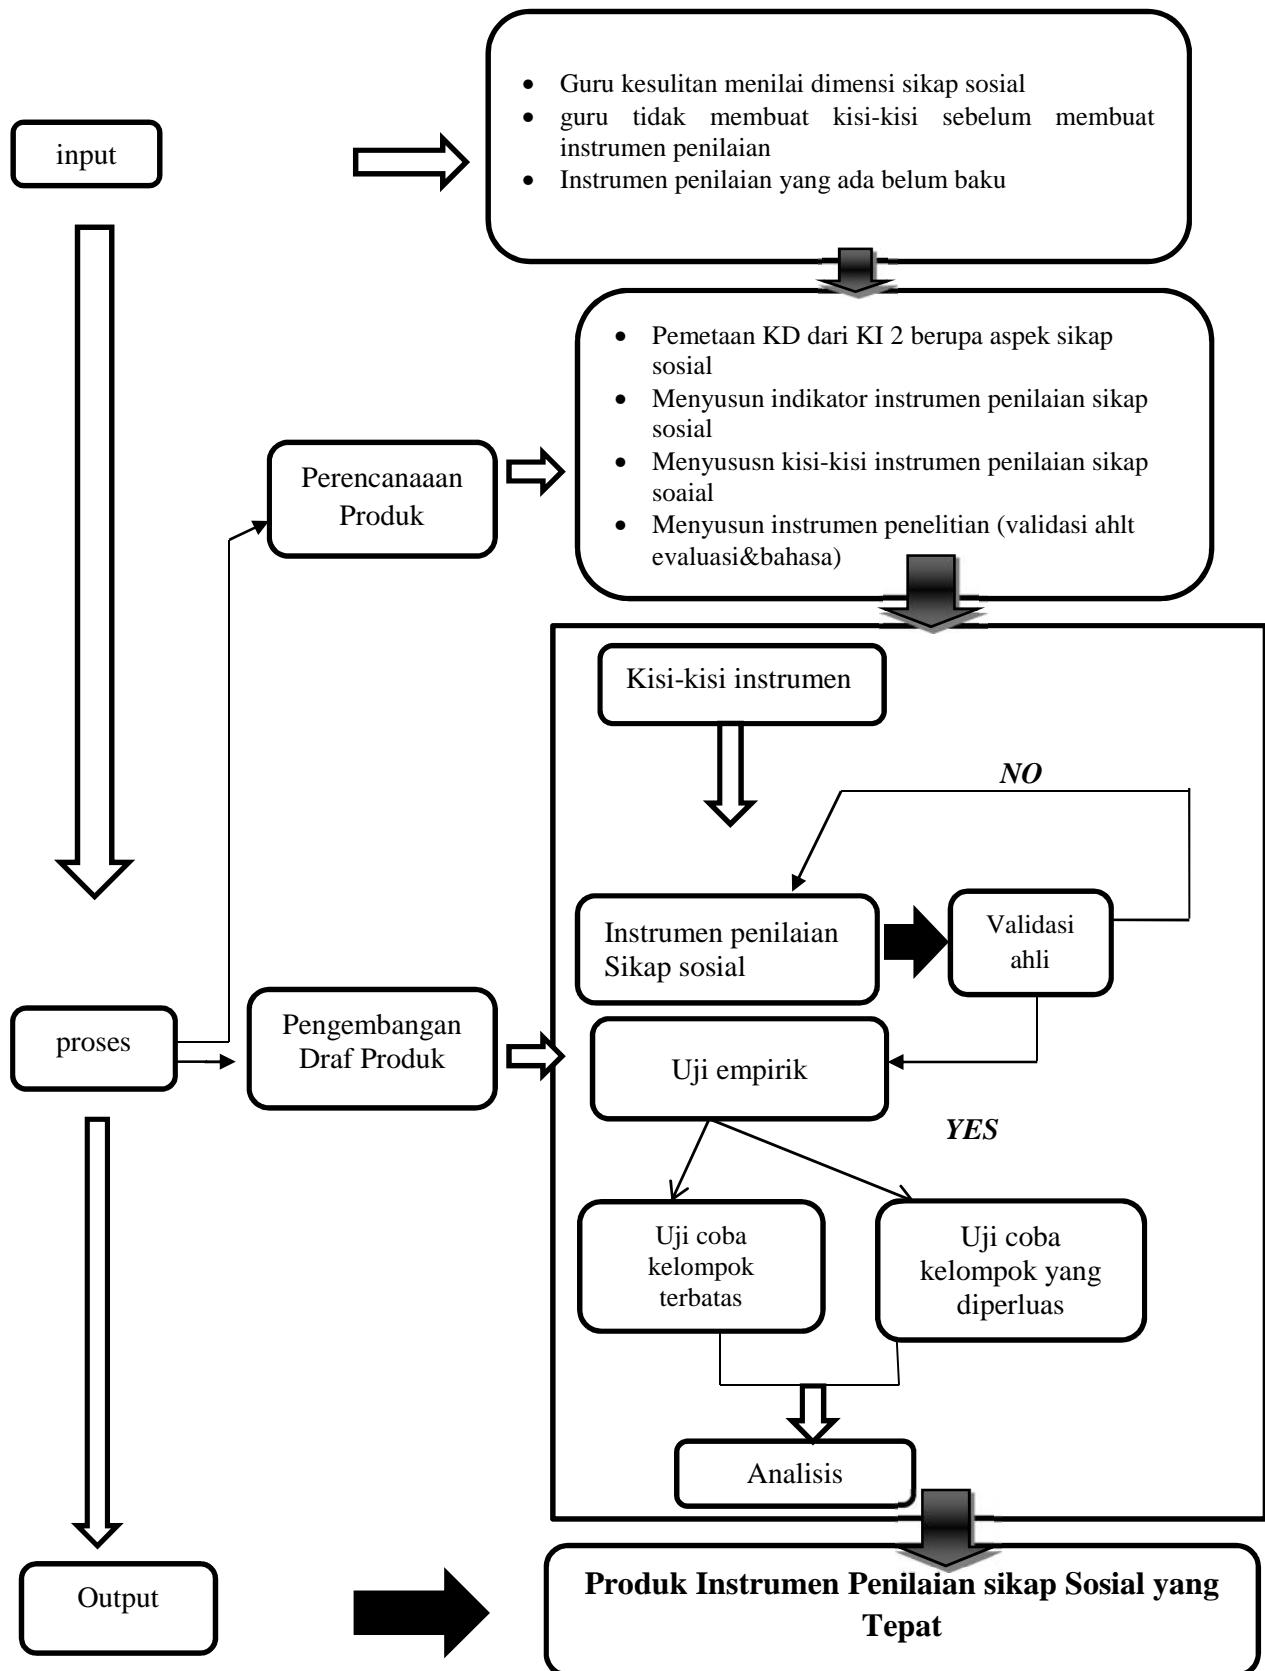 • Guru kesulitan menilai dimensi sikap sosial
• guru tidak membuat kisi-kisi sebelum membuat
instrumen penilaian
• Instrumen penilaian yang ada belum baku
input
• Pemetaan KD dari KI 2 berupa aspek sikap
sosial
• Menyusun indikator instrumen penilaian sikap
sosial
• Menyususn kisi-kisi instrumen penilaian sikap
soaial
• Menyusun instrumen penelitian (validasi ahlt
evaluasi&bahasa)
Perencanaaan
Produk
Kisi-kisi instrumen
NO
Instrumen penilaian
Sikap sosial
Validasi
ahli
proses
Pengembangan
Draf Produk
Uji empirik
YES
Uji coba
kelompok
terbatas
Uji coba
kelompok yang
diperluas
Analisis
Output
Produk Instrumen Penilaian sikap Sosial yang
Tepat